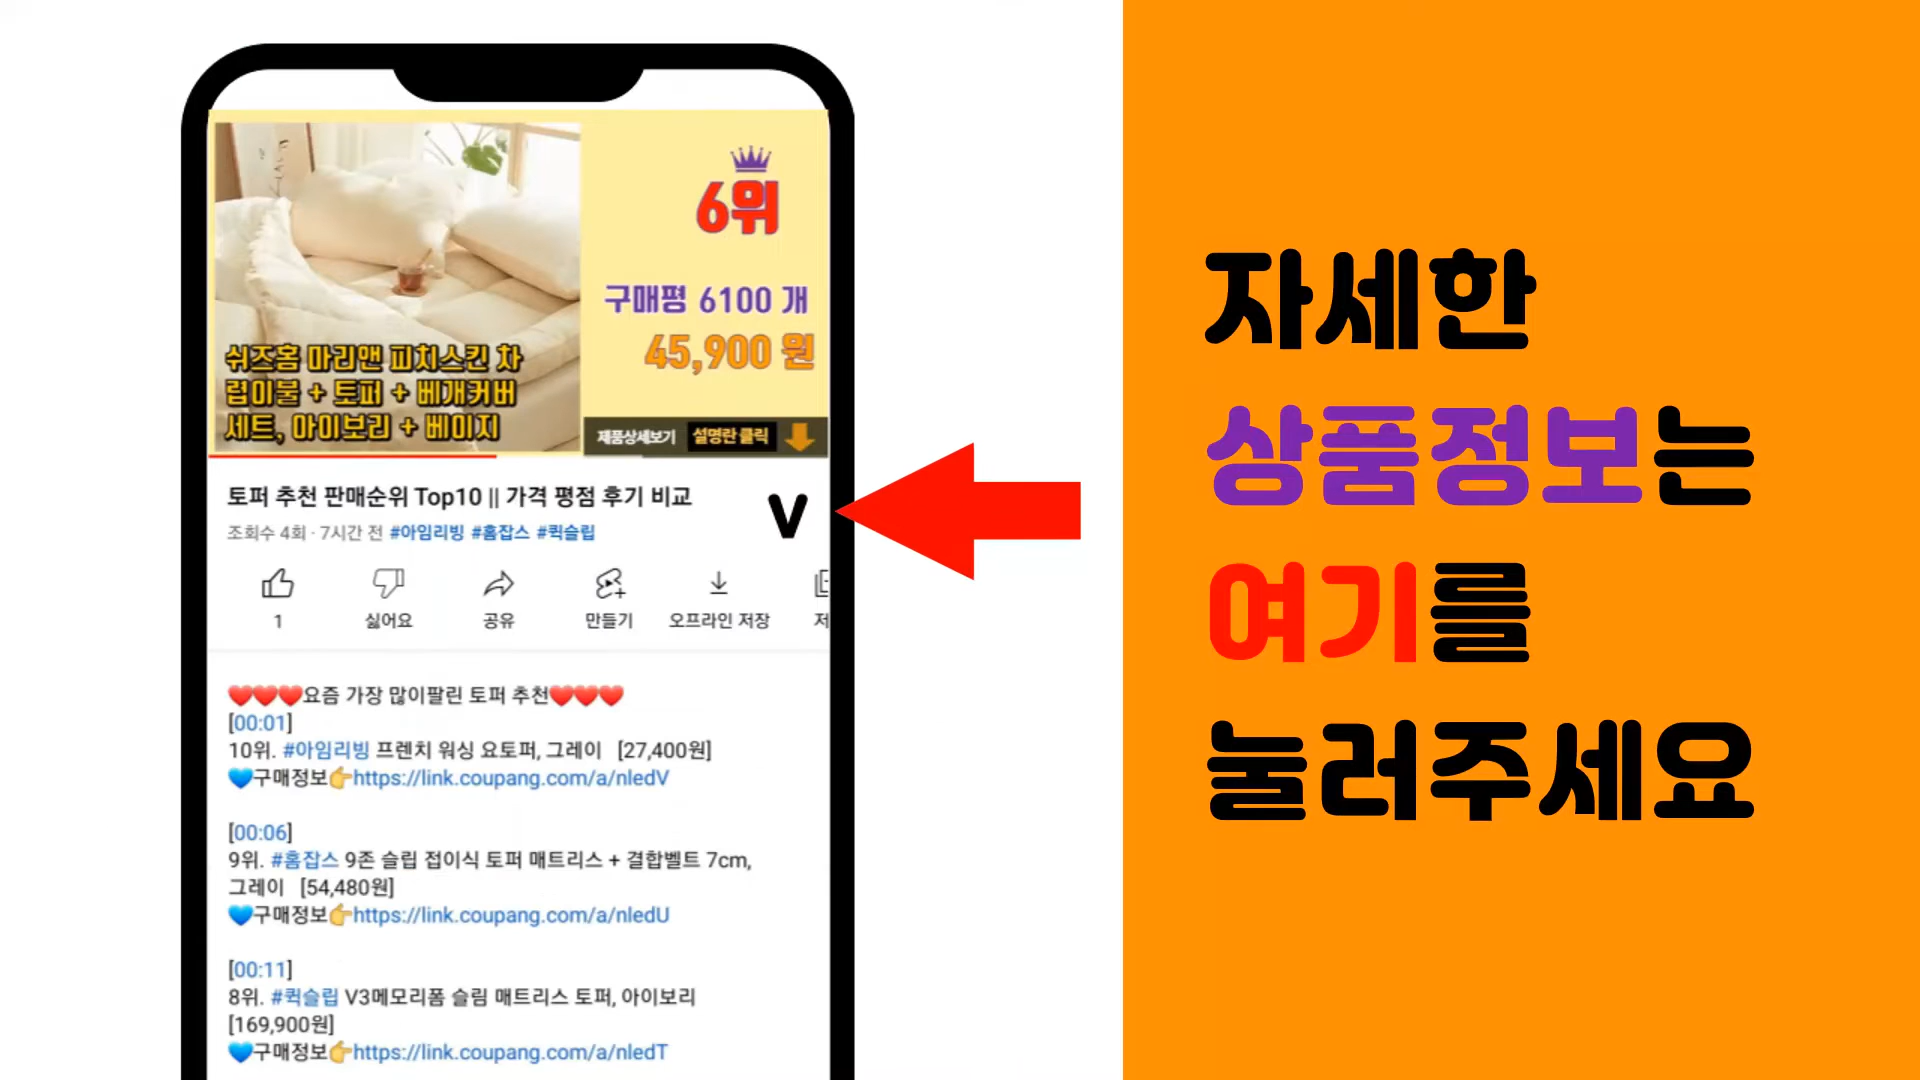 6위
구매평 6100 개
45,900 원
쉬즈홈 마리앤 피치스킨 차
렵이불 + 토퍼 + 베개커버
세트, 아이보리 + 베이지
제품상세보기 설명란 클릭
토퍼 추천 판매순위 Top10 || 가격 평점 후기 비교
V
조회수 4회 · 7시간 전 #아임리빙 #홈잡스 #퀵슬립
1 싫어요 공유 만들기 오프라인 저장 저
❤️❤️❤️요즘 가장 많이팔린 토퍼 추천❤️❤️❤️
[00:01]
10위. #아임리빙 프렌치 워싱 요토퍼, 그레이 [27,400원]
💙구매정보👉https://link.coupang.com/a/nledV
[00:06]
9위. #홈잡스 9존 슬립 접이식 토퍼 매트리스 + 결합벨트 7cm,
그레이 [54,480원]
💙구매정보👉https://link.coupang.com/a/nledU
[00:11]
8위. #퀵슬립 V3메모리폼 슬림 매트리스 토퍼, 아이보리
[169,900원]
💙구매정보👉https://link.coupang.com/a/nledT
자세한
상품정보는
여기를
눌러주세요